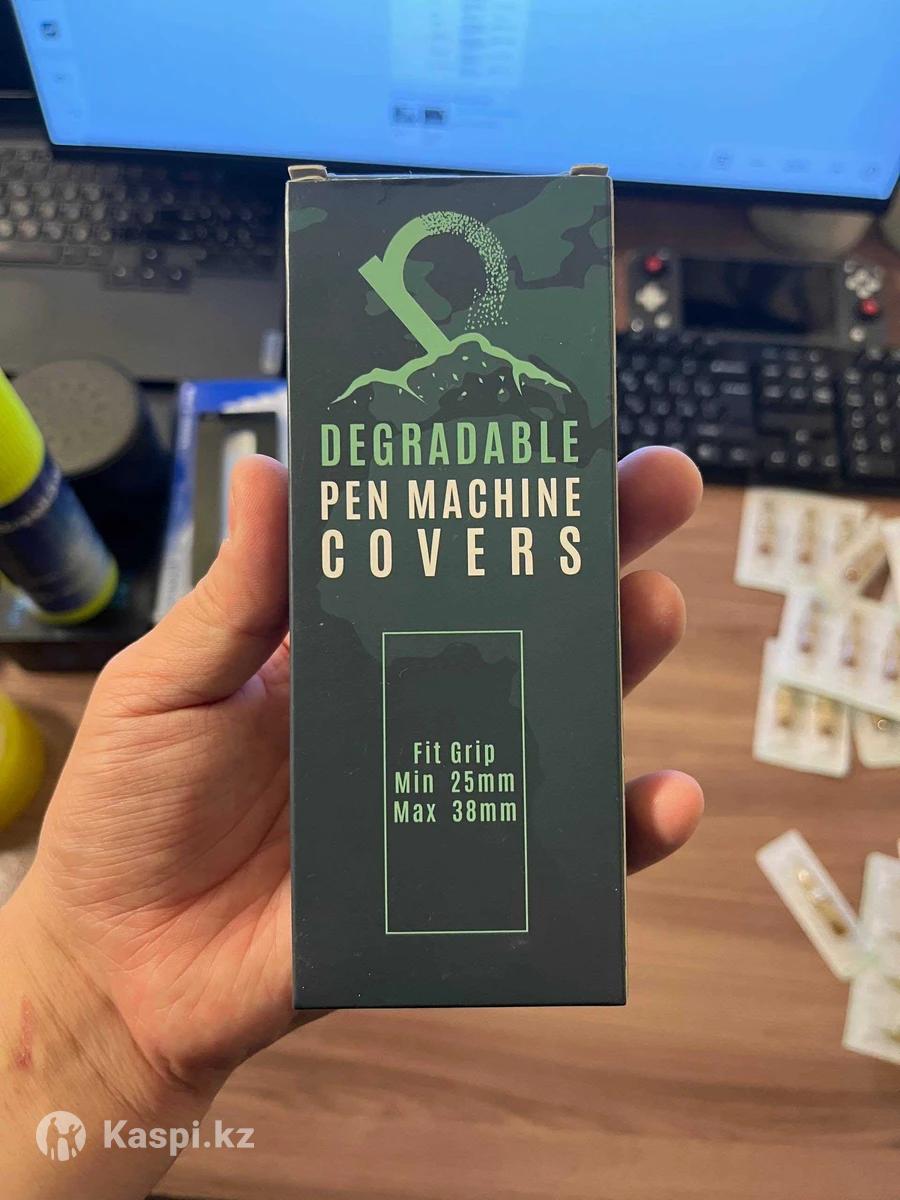 DEGRADABLE
PEN MACHINE
COVERS
Fit Grip
Min 25mm
Max 38mm
Kaspi.kz